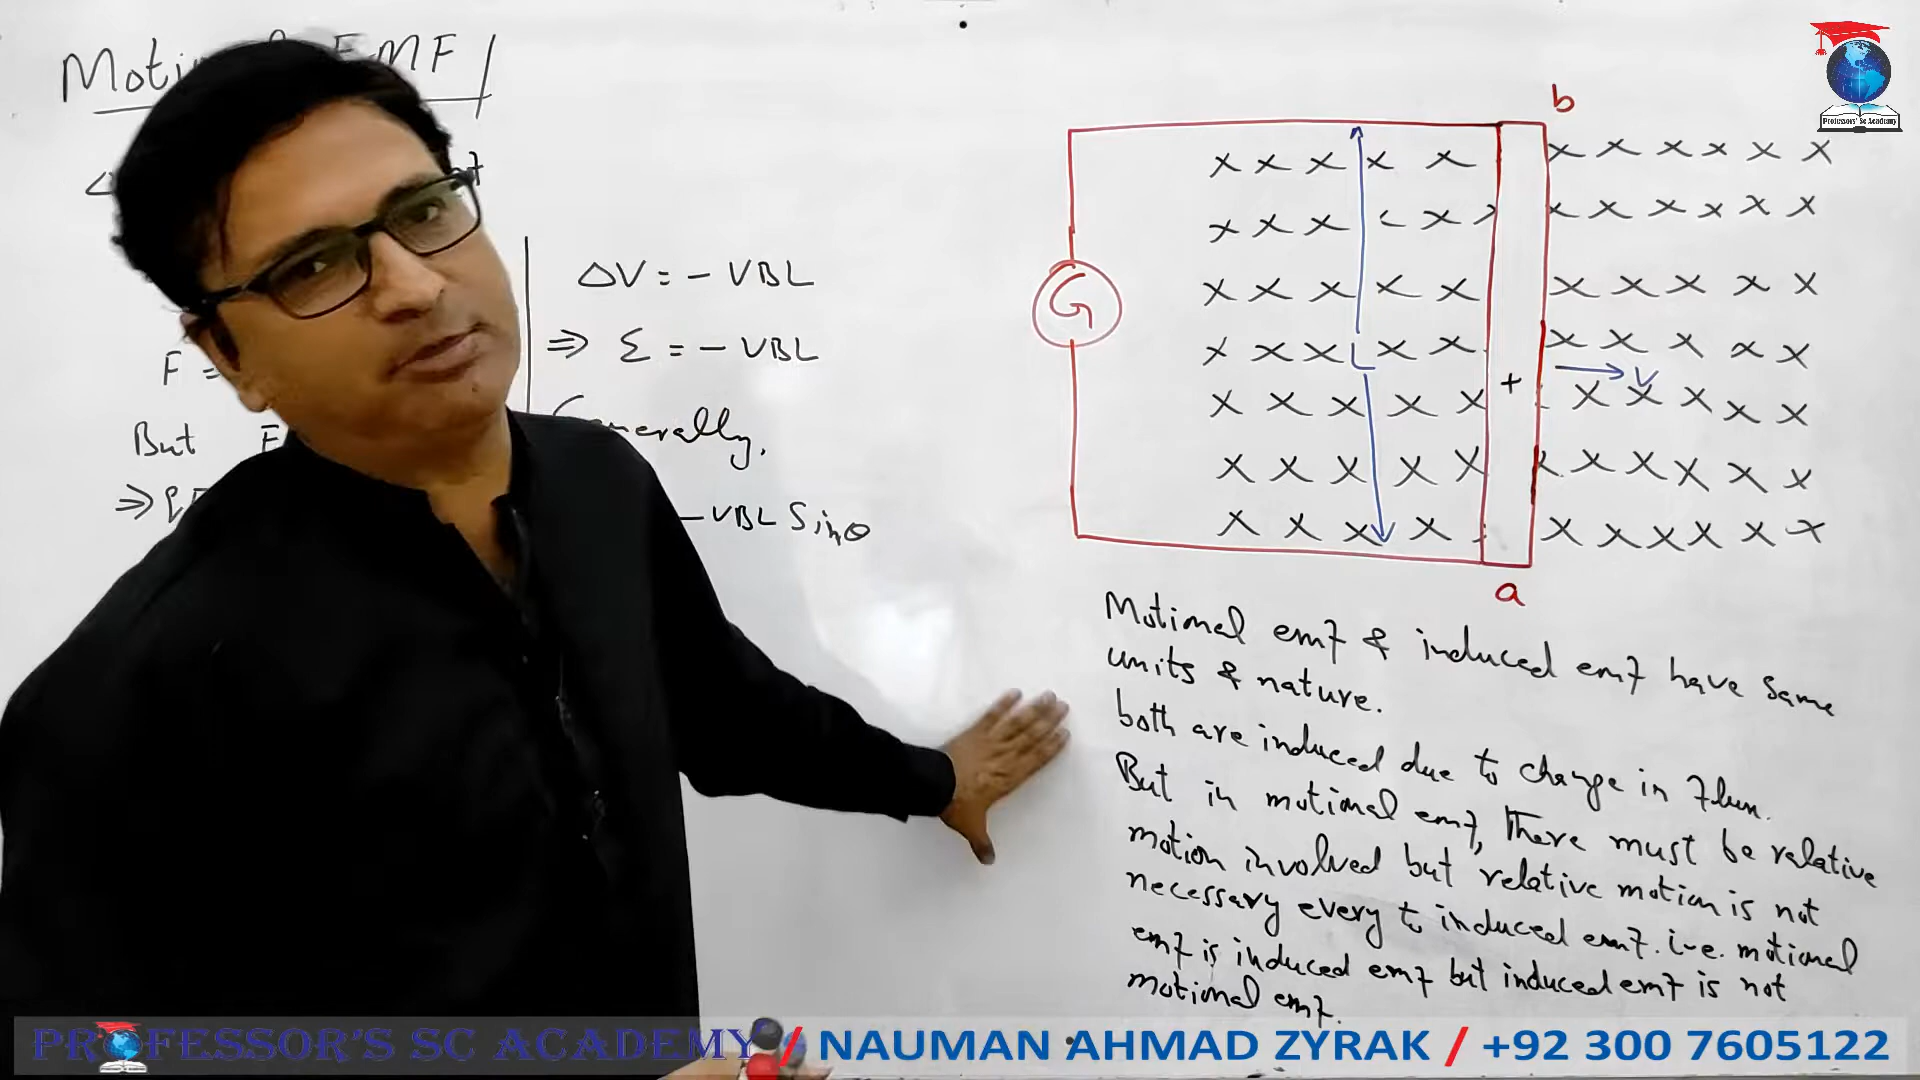 EMF
F =
But F
⇒
ΔV = - VBL
⇒ Ɛ = - VBL
Generally,
- VBL Sinθ
b
G
L
+
V
a
Motional emf & induced emf have same
units & nature.
both are induced due to change in flux.
But in motional emf, There must be relative
motion involved but relative motion is not
necessary every to induced emf. i-e. motional
emf is induced emf but induced emf is not
motional emf.
Professors' Sc Academy
PROFESSOR'S SC ACADEMY / NAUMAN AHMAD ZYRAK / +92 300 7605122